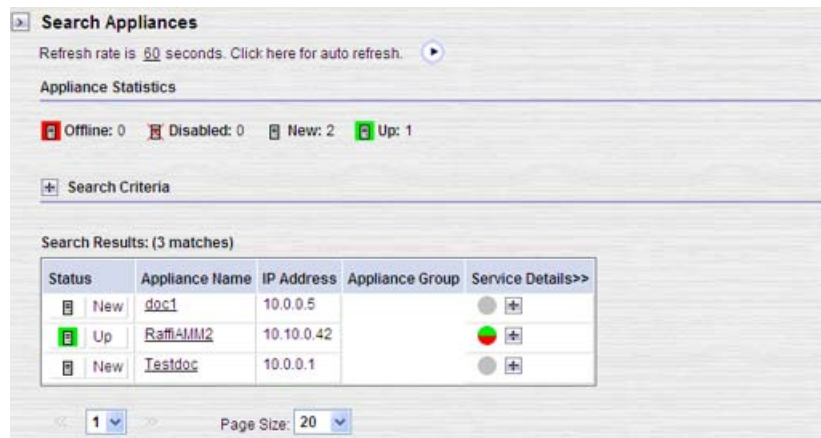 Search Appliances
Refresh rate is 60 seconds. Click here for auto refresh.
Appliance Statistics
Offline: 0 Disabled: 0 New: 2 Up: 1
Search Criteria
Search Results: (3 matches)
Status Appliance Name IP Address Appliance Group Service Details>>
New doc1 10.0.0.5
Up RaffiAMM2 10.10.0.42
New Testdoc 10.0.0.1
<< 1 >> Page Size: 20